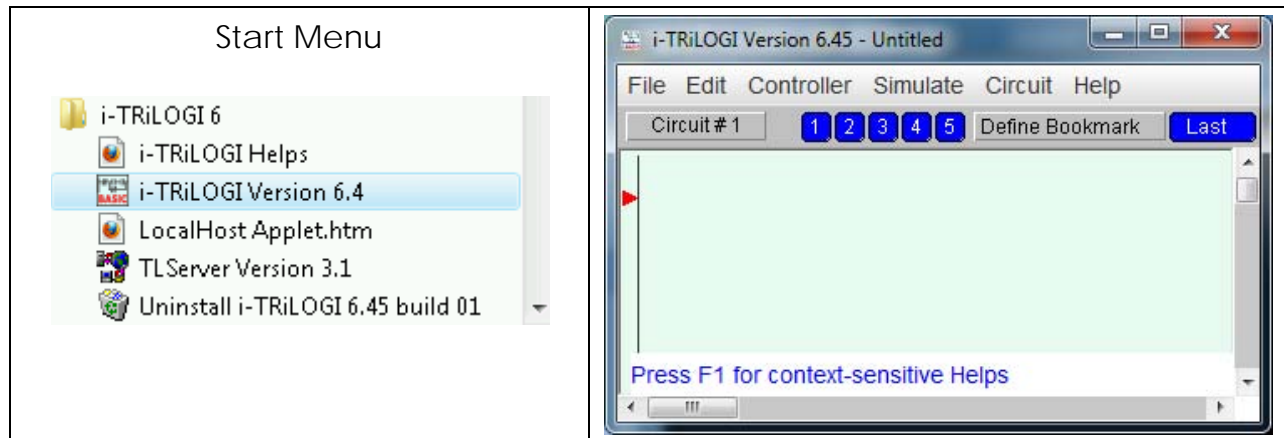 Start Menu
i-TRiLOGI 6
i-TRiLOGI Helps
i-TRiLOGI Version 6.4
LocalHost Applet.htm
TLServer Version 3.1
Uninstall i-TRiLOGI 6.45 build 01
i-TRiLOGI Version 6.45 - Untitled
File Edit Controller Simulate Circuit Help
Circuit # 1 1 2 3 4 5 Define Bookmark Last
Press F1 for context-sensitive Helps